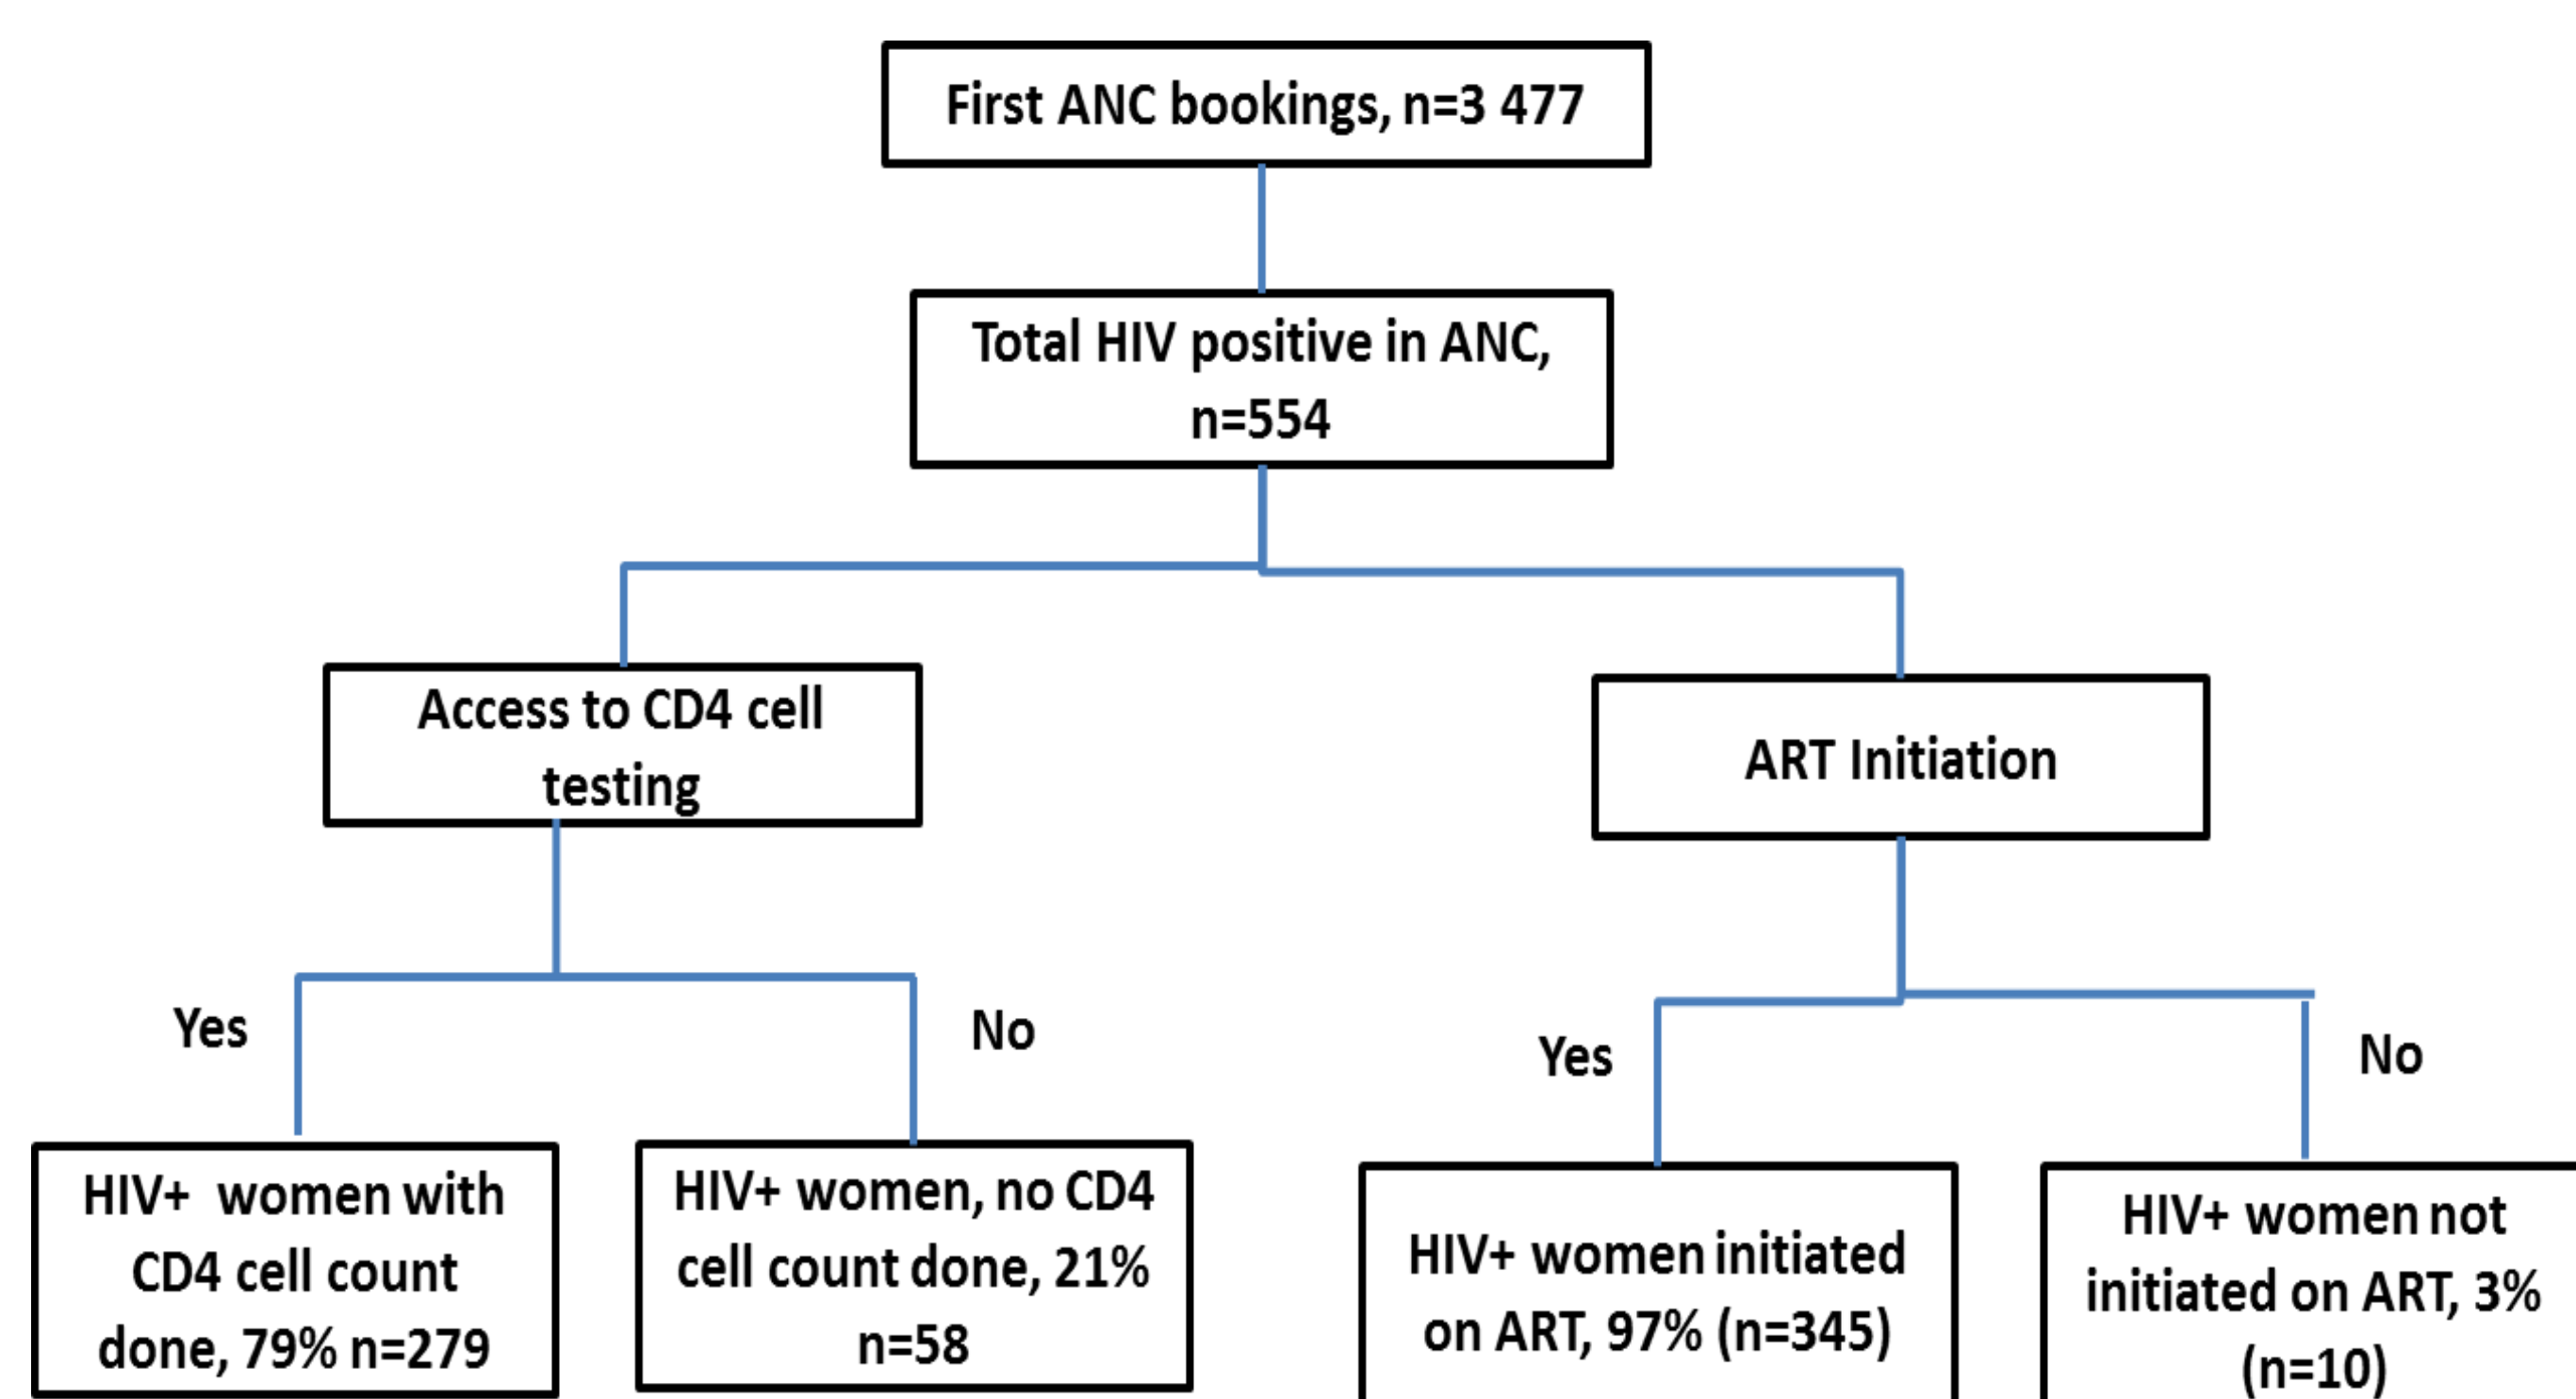 First ANC bookings, n=3 477
Total HIV positive in ANC,
n=554
Access to CD4 cell
testing
ART Initiation
Yes
No
Yes
No
HIV+ women with
CD4 cell count
done, 79% n=279
HIV+ women, no CD4
cell count done, 21%
n=58
HIV+ women initiated
on ART, 97% (n=345)
HIV+ women not
initiated on ART, 3%
(n=10)